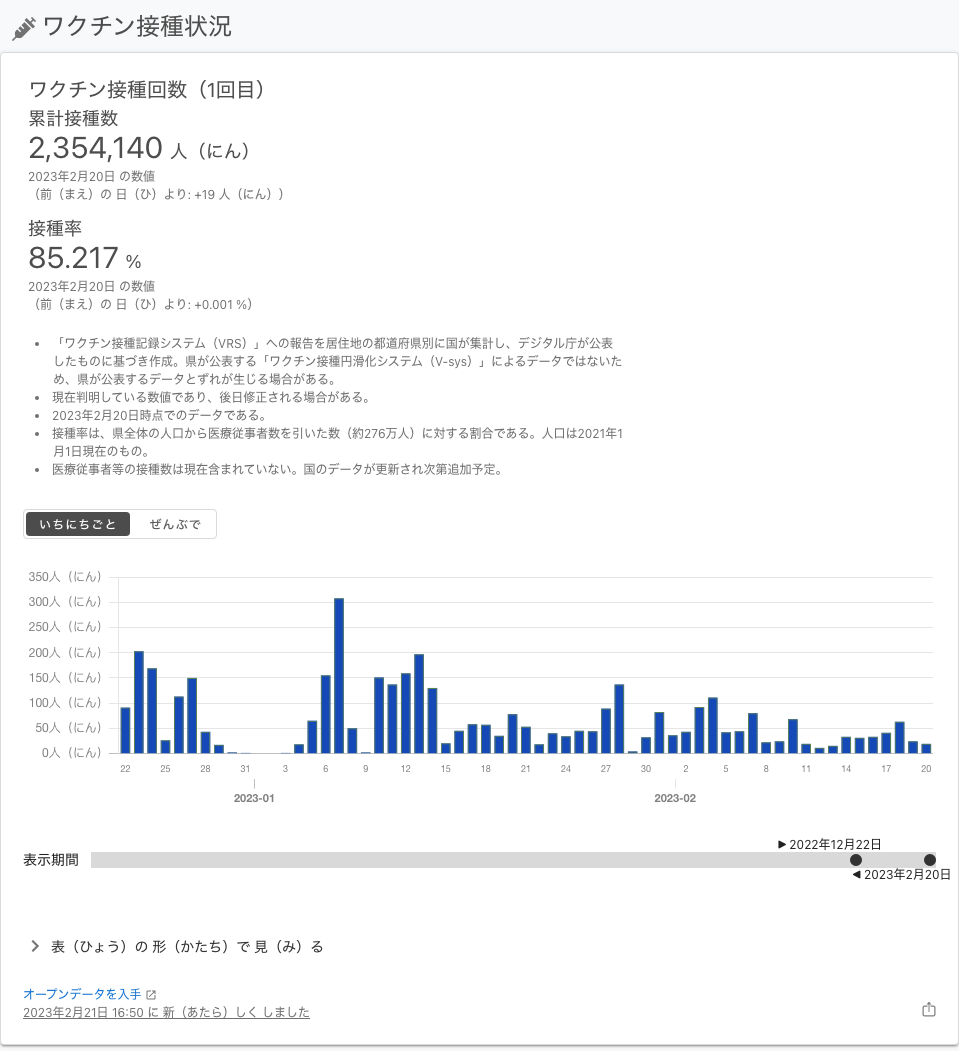 ワクチン接種状況
ワクチン接種回数（1回目）
累計接種数
2,354,140 人（にん）
2023年2月20日 の数値
（前（まえ）の 日（ひ）より: +19 人（にん））
接種率
85.217 %
2023年2月20日 の数値
（前（まえ）の 日（ひ）より: +0.001 %）
• 「ワクチン接種記録システム（VRS）」への報告を居住地の都道府県別に国が集計し、デジタル庁が公表
したものに基づき作成。県が公表する「ワクチン接種円滑化システム（V-sys）」によるデータではないた
め、県が公表するデータとずれが生じる場合がある。
• 現在判明している数値であり、後日修正される場合がある。
• 2023年2月20日時点でのデータである。
• 接種率は、県全体の人口から医療従事者数を引いた数（約276万人）に対する割合である。人口は2021年1
月1日現在のもの。
• 医療従事者等の接種数は現在含まれていない。国のデータが更新され次第追加予定。
いちにちごと ぜんぶで
350人（にん）
300人（にん）
250人（にん）
200人（にん）
150人（にん）
100人（にん）
50人（にん）
0人（にん）
22 25 28 31 3 6 9 12 15 18 21 24 27 30 2 5 8 11 14 17 20
2023-01 2023-02
▶ 2022年12月22日
表示期間
◀ 2023年2月20日
表（ひょう）の 形（かたち）で 見（み）る
オープンデータを入手
2023年2月21日 16:50 に 新（あたら）しく しました